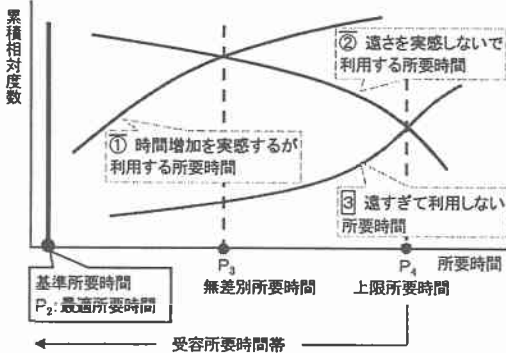 累積相対度数
②　遠さを実感しないで
利用する所要時間
①　時間増加を実感するが
利用する所要時間
③　遠すぎて利用しない
所要時間
P₃
P₄
所要時間
無差別所要時間
上限所要時間
基準所要時間
P₂:最適所要時間
受容所要時間帯